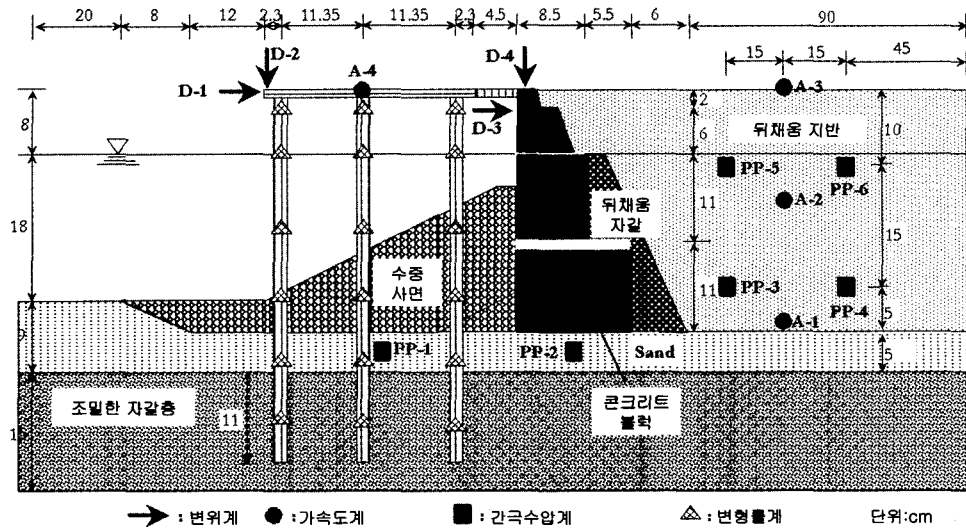 20 8 12 2.3 11.35 11.35 2.3 4.5 8.5 5.5 6 90
15 15 45
D-2
D-4
A-4
D-1
A-3
8
D-3
2
6
뒤채움 지반
10
PP-5
PP-6
뒤채움
자갈
11
A-2
18
15
수중
사면
PP-3
PP-4
11
5
A-1
PP-1
PP-2
Sand
5
조밀한 자갈층
11
콘크리트
블럭
: 변위계 : 가속도계 : 간극수압계 : 변형률계 단위:cm